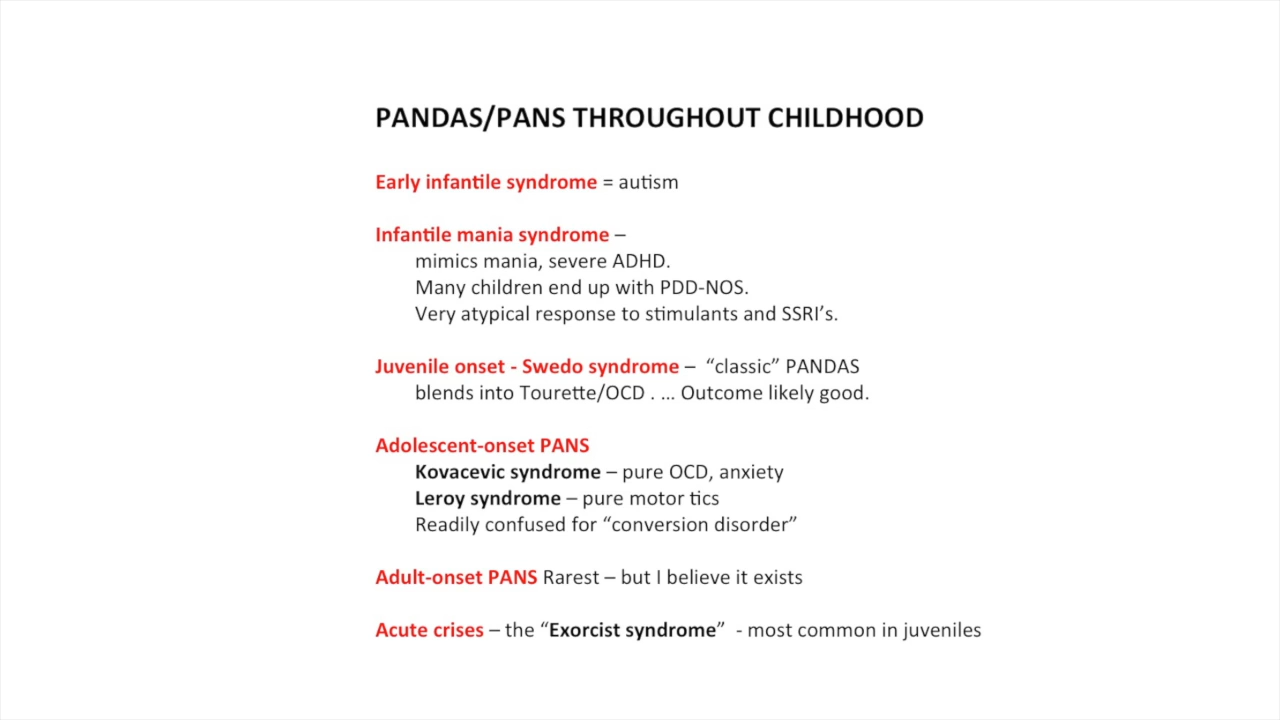 PANDAS/PANS THROUGHOUT CHILDHOOD
Early infantile syndrome = autism
Infantile mania syndrome –
mimics mania, severe ADHD.
Many children end up with PDD-NOS.
Very atypical response to stimulants and SSRI’s.
Juvenile onset - Swedo syndrome – “classic” PANDAS
blends into Tourette/OCD . ... Outcome likely good.
Adolescent-onset PANS
Kovacevic syndrome – pure OCD, anxiety
Leroy syndrome – pure motor tics
Readily confused for “conversion disorder”
Adult-onset PANS Rarest – but I believe it exists
Acute crises – the “Exorcist syndrome” - most common in juveniles